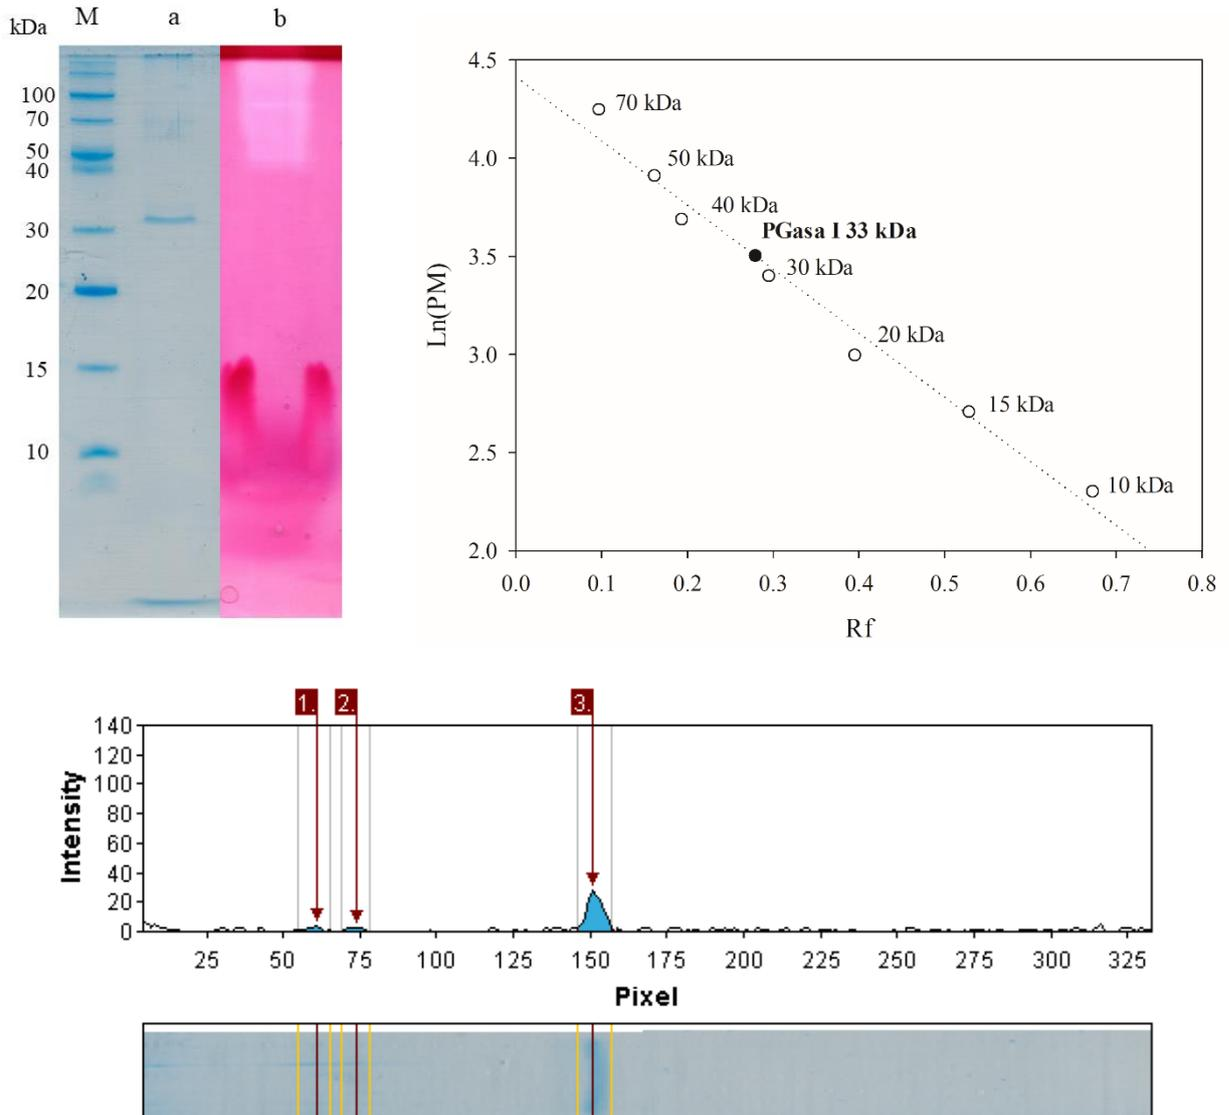 kDa M a b
100
70
50
40
30
20
15
10
4.5
4.0
3.5
3.0
2.5
2.0
Ln(PM)
70 kDa
50 kDa
40 kDa
PGasa I 33 kDa
30 kDa
20 kDa
15 kDa
10 kDa
0.0 0.1 0.2 0.3 0.4 0.5 0.6 0.7 0.8
Rf
1. 2. 3.
140
120
100
80
60
40
20
0
Intensity
25 50 75 100 125 150 175 200 225 250 275 300 325
Pixel